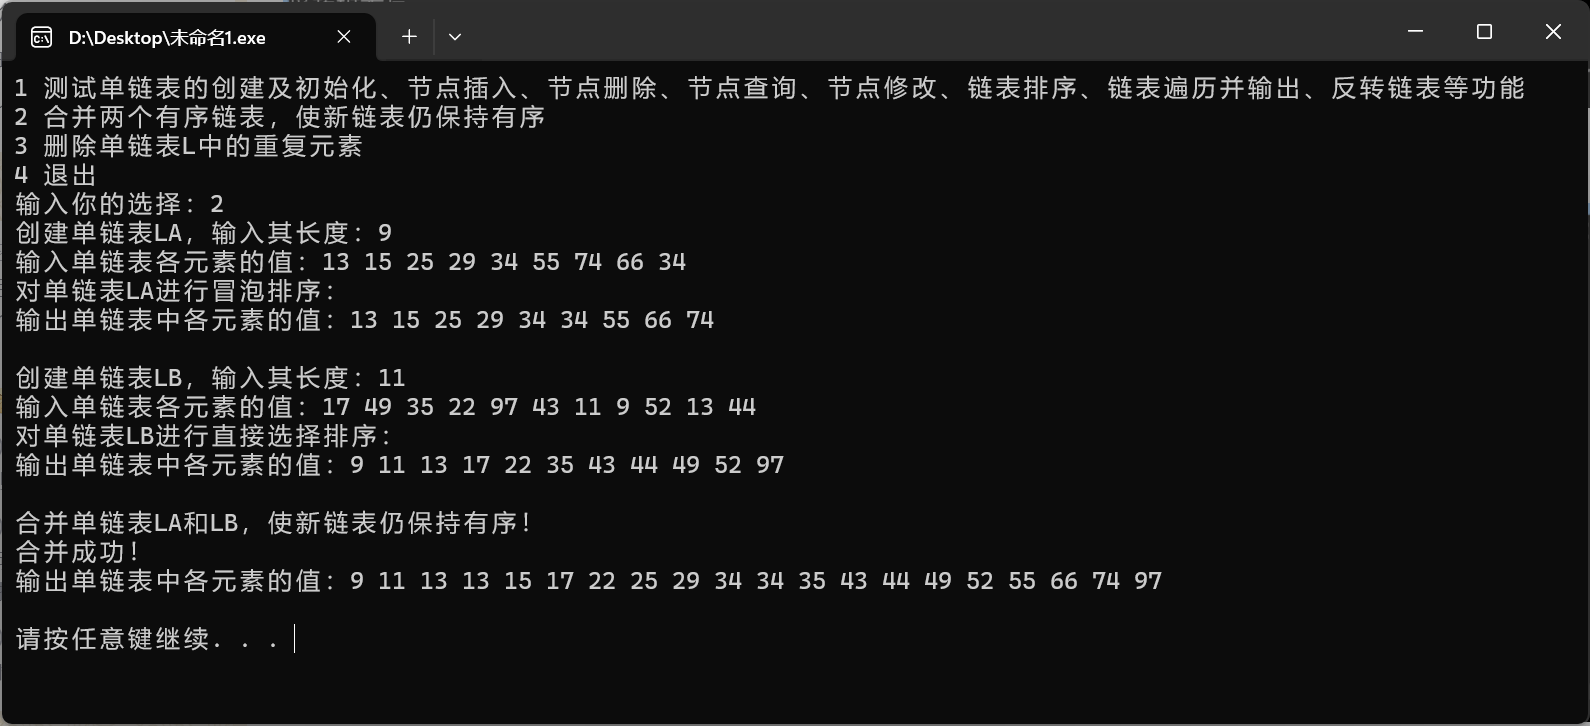 D:\Desktop\未命名1.exe
1 测试单链表的创建及初始化、节点插入、节点删除、节点查询、节点修改、链表排序、链表遍历并输出、反转链表等功能
2 合并两个有序链表，使新链表仍保持有序
3 删除单链表L中的重复元素
4 退出
输入你的选择：2
创建单链表LA，输入其长度：9
输入单链表各元素的值：13 15 25 29 34 55 74 66 34
对单链表LA进行冒泡排序：
输出单链表中各元素的值：13 15 25 29 34 34 55 66 74
创建单链表LB，输入其长度：11
输入单链表各元素的值：17 49 35 22 97 43 11 9 52 13 44
对单链表LB进行直接选择排序：
输出单链表中各元素的值：9 11 13 17 22 35 43 44 49 52 97
合并单链表LA和LB，使新链表仍保持有序！
合并成功！
输出单链表中各元素的值：9 11 13 13 15 17 22 25 29 34 34 35 43 44 49 52 55 66 74 97
请按任意键继续. . .